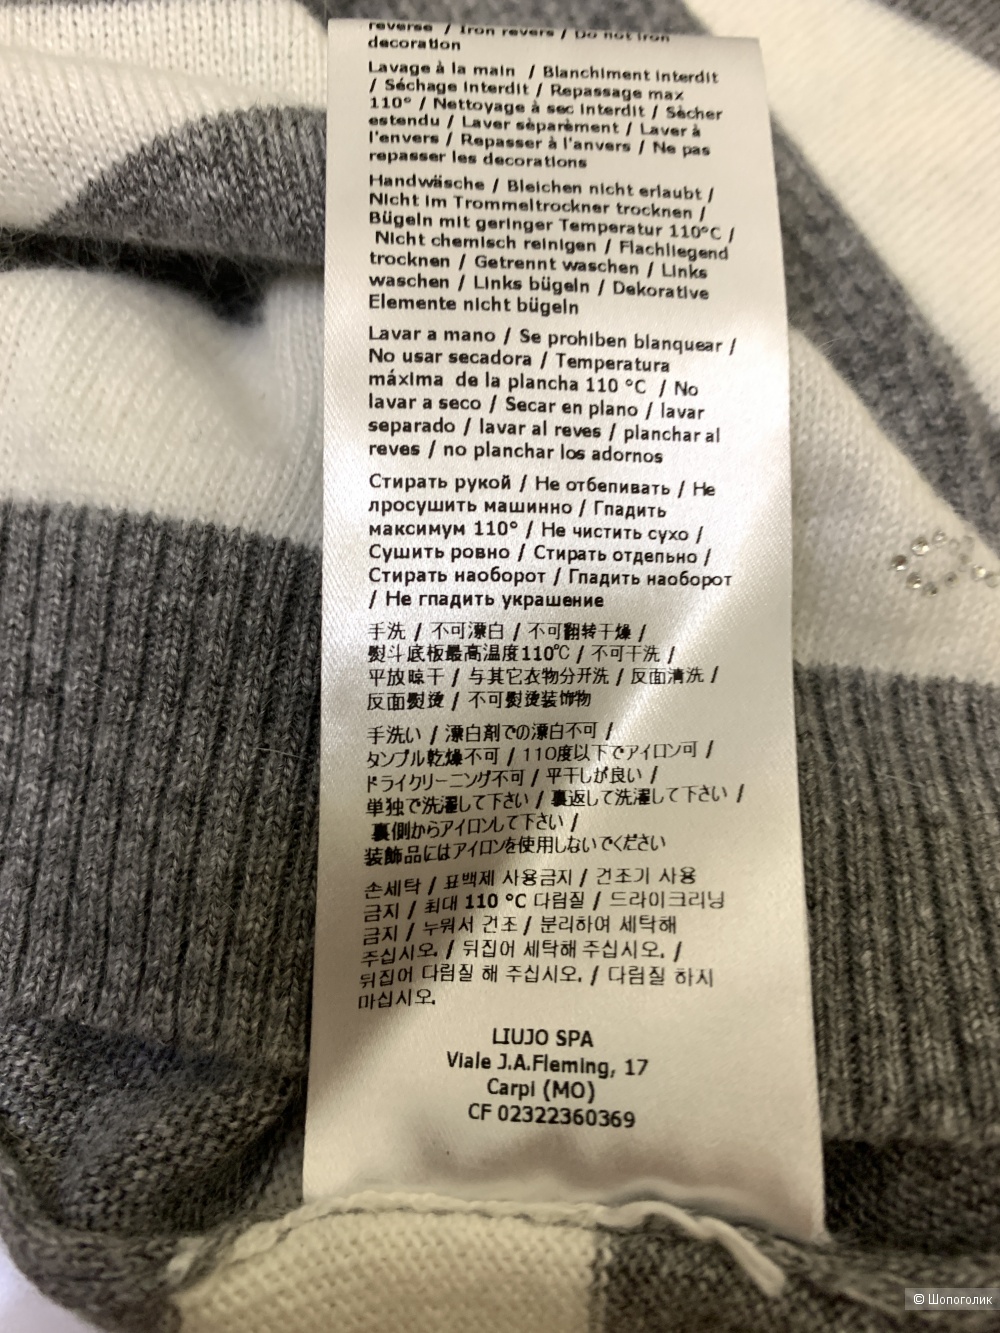 reverse / Iron revers / Do not iron
decoration
Lavage à la main / Blanchiment interdit
/ Séchage interdit / Repassage max
110° / Nettoyage à sec interdit / Sècher
estendu / Laver sèparèment / Laver à
l'envers / Repasser à l'anvers / Ne pas
repasser les decorations
Handwäsche / Bleichen nicht erlaubt /
Nicht im Trommeltrockner trocknen /
Bügeln mit geringer Temperatur 110°C /
Nicht chemisch reinigen / Flachliegend
trocknen / Getrennt waschen / Links
waschen / Links bügeln / Dekorative
Elemente nicht bügeln
Lavar a mano / Se prohiben blanquear /
No usar secadora / Temperatura
máxima de la plancha 110 °C / No
lavar a seco / Secar en plano / lavar
separado / lavar al reves / planchar al
reves / no planchar los adornos
Стирать рукой / Не отбепивать / Не
лросушить машинно / Гпадить
максимум 110° / Не чистить сухо /
Сушить ровно / Стирать отдепьно /
Стирать наоборот / Гпадить наоборот
/ Не гпадить украшение
手洗 / 不可漂白 / 不可翻转干燥 /
熨斗底板最高温度110℃ / 不可干洗 /
平放晾干 / 与其它衣物分开洗 / 反面清洗 /
反面熨烫 / 不可熨烫装饰物
手洗い / 漂白剤での漂白不可 /
タンブル乾燥不可 / 110度以下でアイロン可 /
ドライクリーニング不可 / 平干しが良い /
単独で洗濯して下さい / 裏返して洗濯して下さい /
裏側からアイロンして下さい /
装飾品にはアイロンを使用しないでください
손세탁 / 표백제 사용금지 / 건조기 사용
금지 / 최대 110 °C 다림질 / 드라이크리닝
금지 / 누워서 건조 / 분리하여 세탁해
주십시오. / 뒤집어 세탁해 주십시오. /
뒤집어 다림질 해 주십시오. / 다림질 하지
마십시오.
LIUJO SPA
Viale J.A.Fleming, 17
Carpi (MO)
CF 02322360369
© Шопоголик